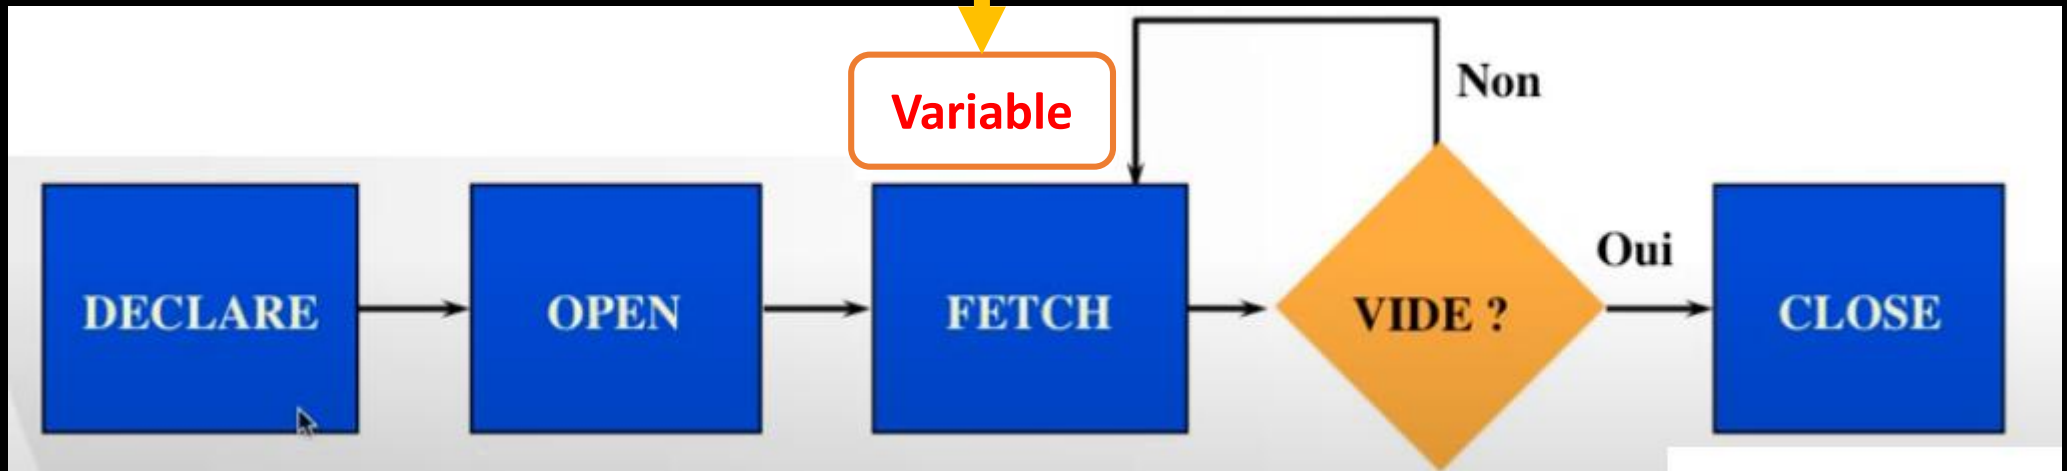 Variable
Non
Oui
DECLARE
OPEN
FETCH
VIDE ?
CLOSE